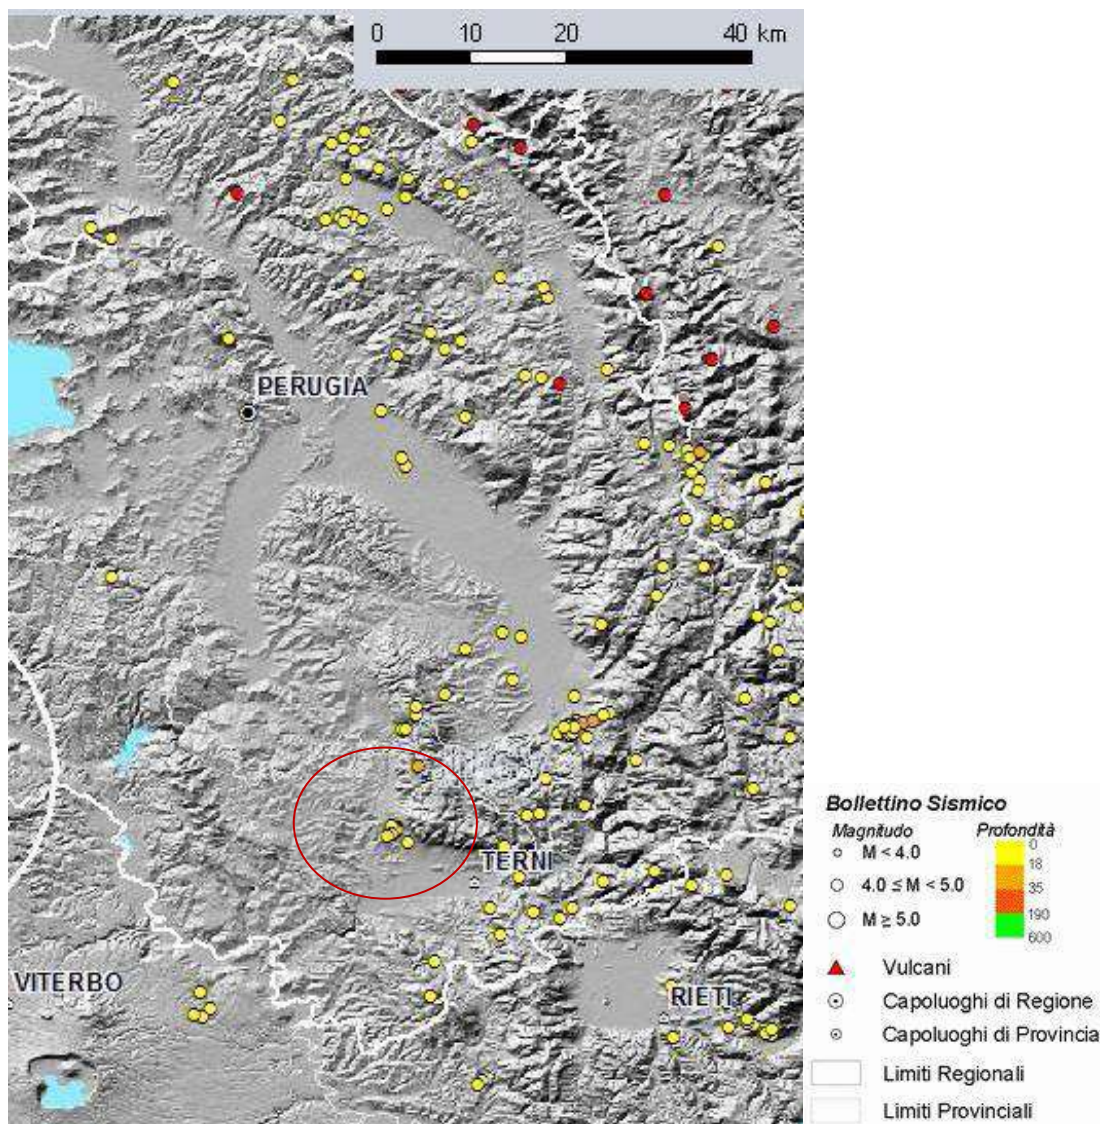 0 10 20 40 km
PERUGIA
TERNI
VITERBO
RIETI
Bollettino Sismico
Magnitudo Profondità
M < 4.0
4.0 ≤ M < 5.0
M ≥ 5.0
0
18
35
190
600
Vulcani
Capoluoghi di Regione
Capoluoghi di Provincia
Limiti Regionali
Limiti Provinciali